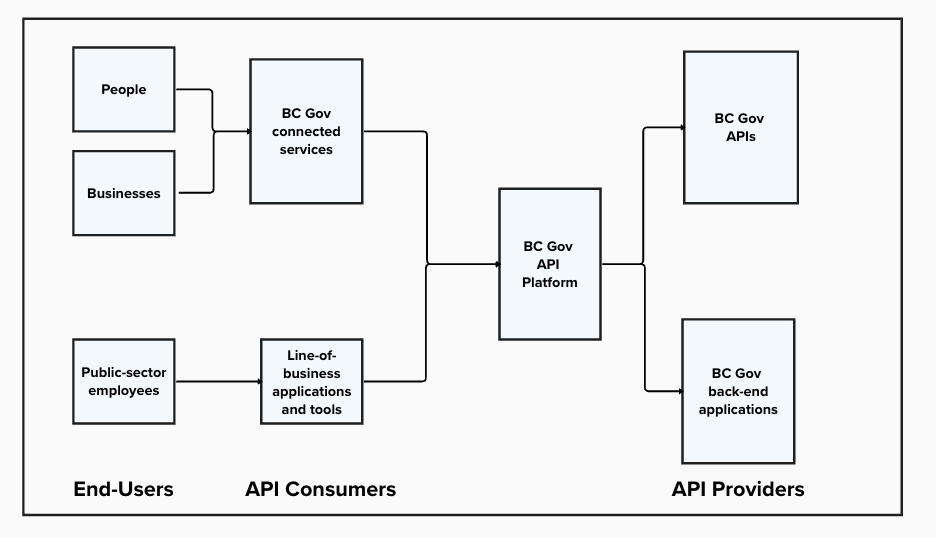 People
Businesses
BC Gov
connected
services
BC Gov
API
Platform
BC Gov
APIs
Public-sector
employees
Line-of-
business
applications
and tools
BC Gov
back-end
applications
End-Users
API Consumers
API Providers